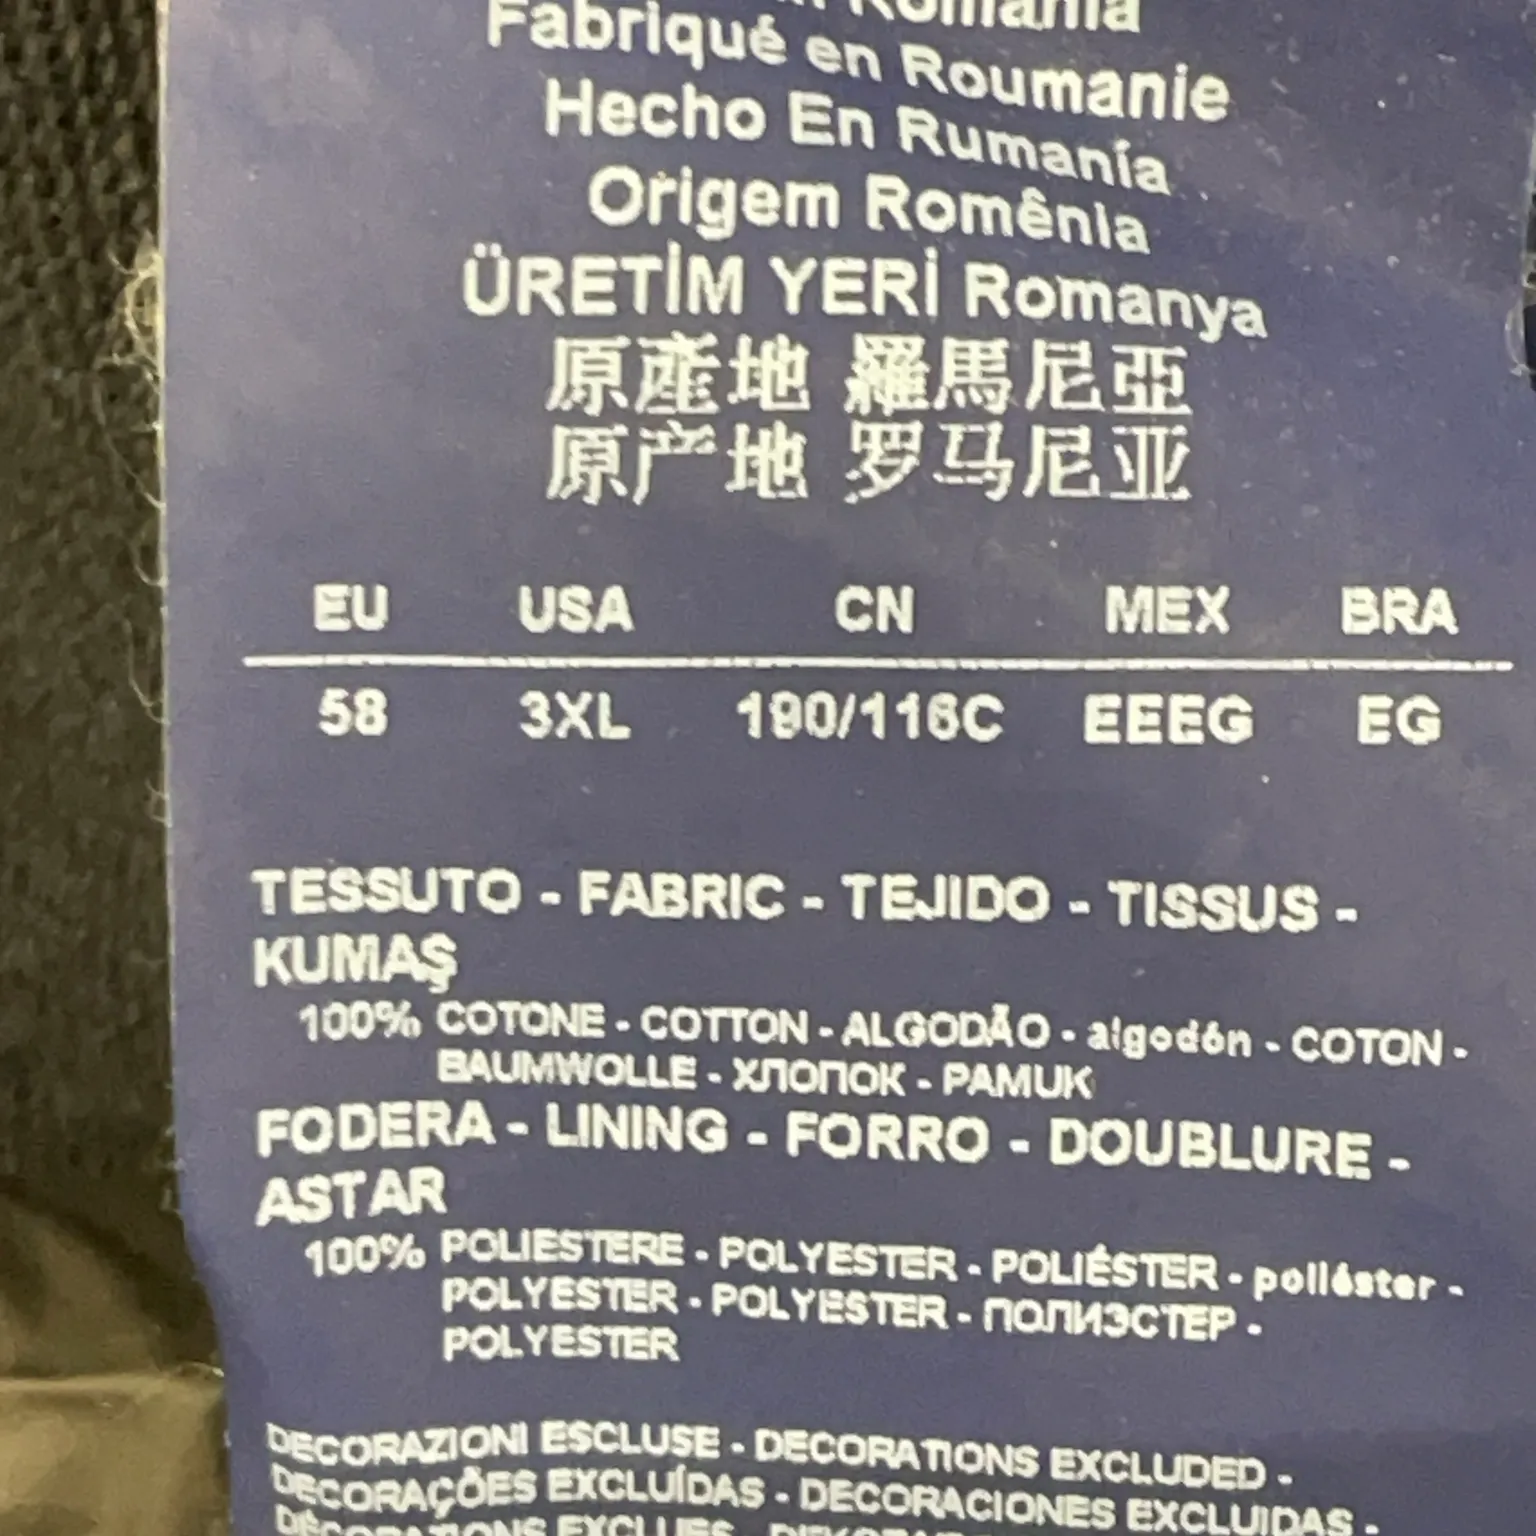 Romania
Fabriqué en Roumanie
Hecho En Rumanía
Origem Romênia
ÜRETİM YERİ Romanya
原產地 羅馬尼亞
原产地 罗马尼亚
EU USA CN MEX BRA
58 3XL 190/116C EEEG EG
TESSUTO - FABRIC - TEJIDO - TISSUS -
KUMAŞ
100% COTONE - COTTON - ALGODÃO - algodón - COTON -
BAUMWOLLE - ХЛОПОК - PAMUK
FODERA - LINING - FORRO - DOUBLURE -
ASTAR
100% POLIESTERE - POLYESTER - POLIÉSTER - poliéster -
POLYESTER - POLYESTER - ПОЛИЭСТЕР -
POLYESTER
DECORAZIONI ESCLUSE - DECORATIONS EXCLUDED -
DECORAÇÕES EXCLUÍDAS - DECORACIONES EXCLUIDAS -
DÉCORATIONS EXCLUES